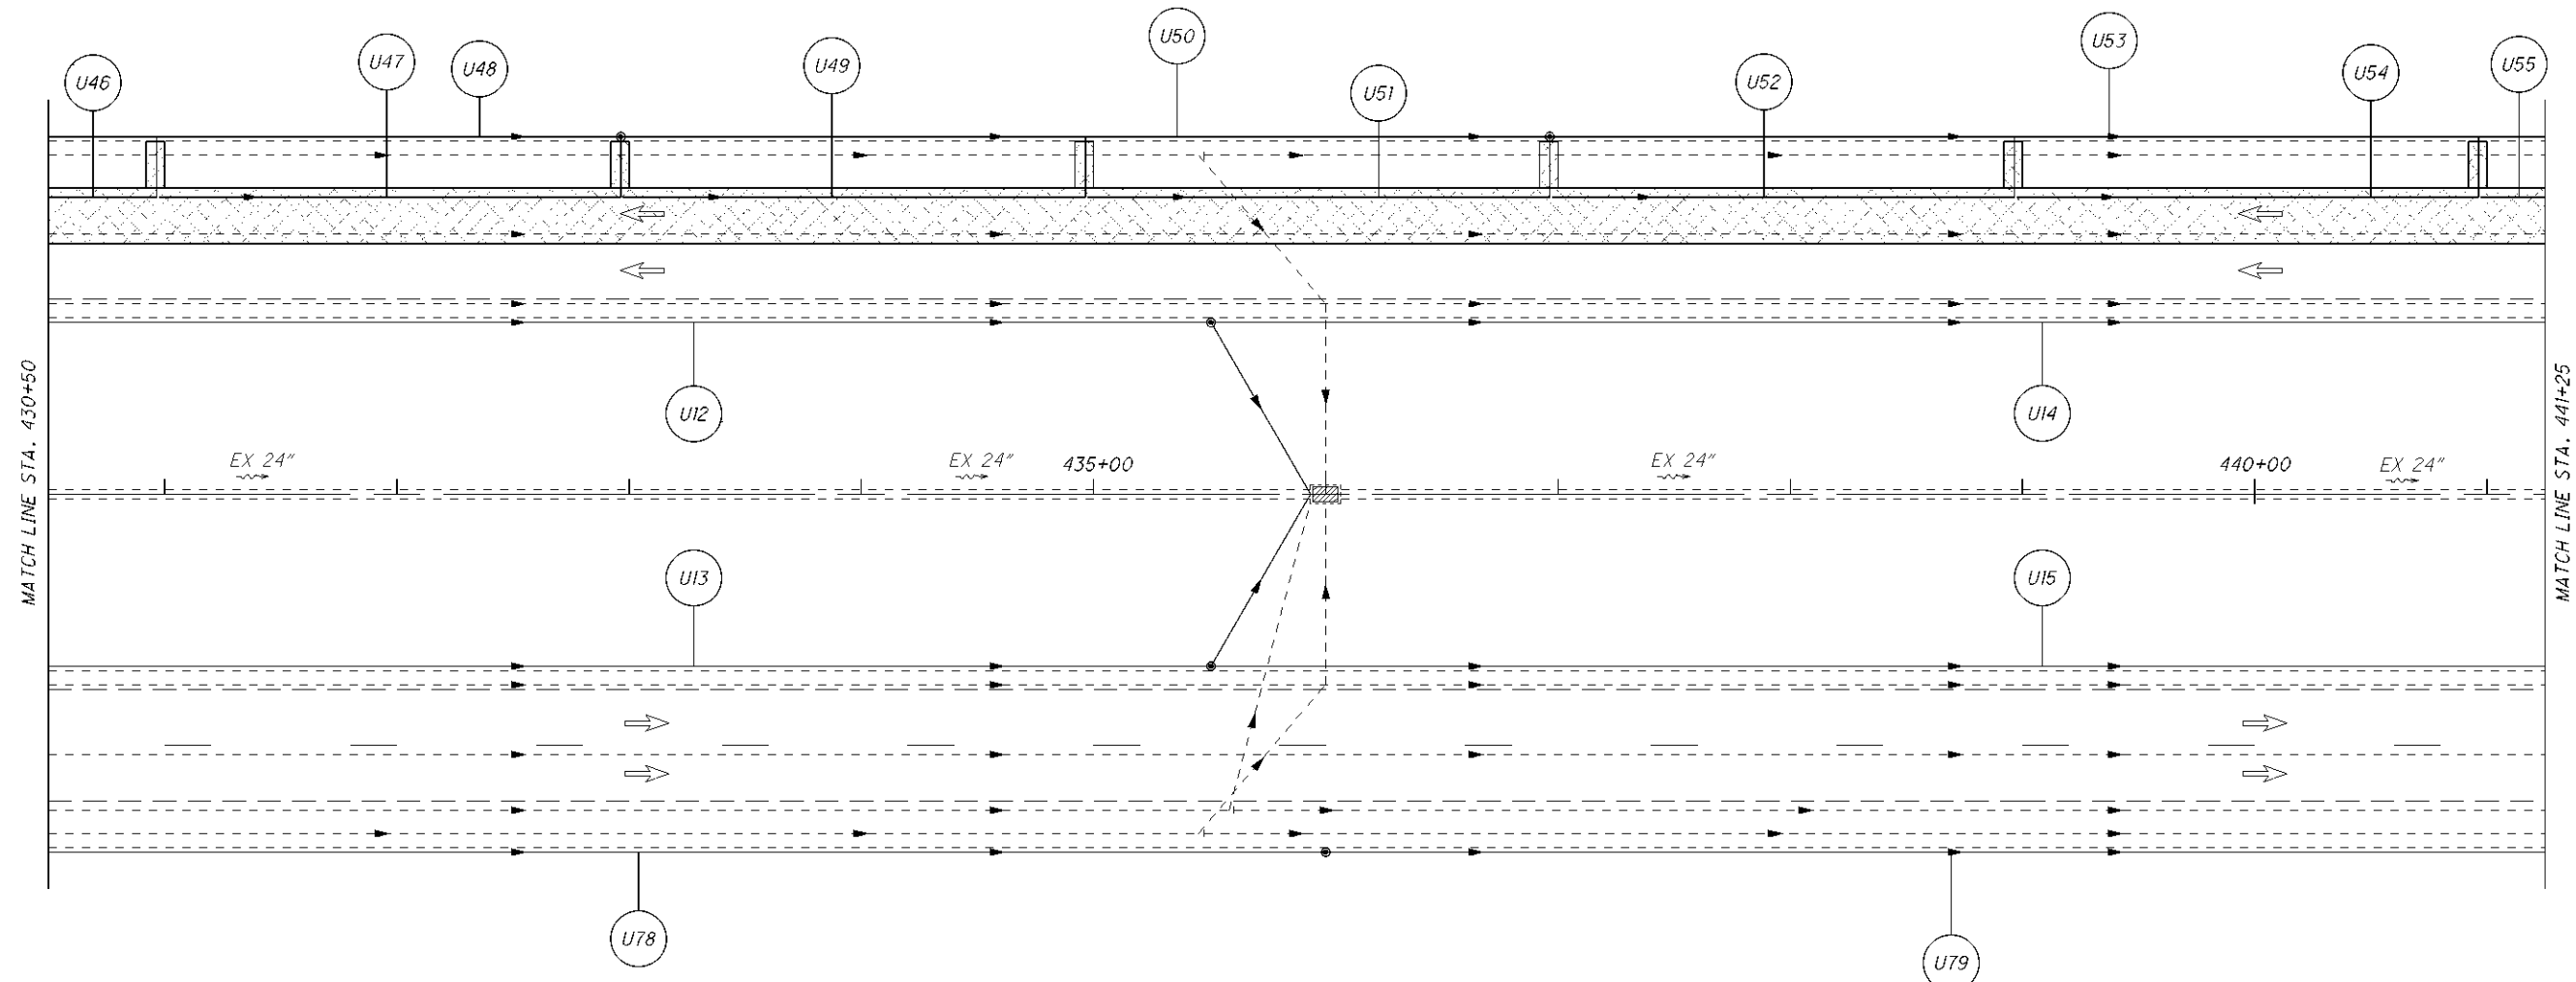 U46
U47
U48
U49
U50
U51
U52
U53
U54
U55
U12
U14
MATCH LINE STA. 430+50
MATCH LINE STA. 441+25
EX 24"
EX 24"
435+00
EX 24"
440+00
EX 24"
U13
U15
U78
U79